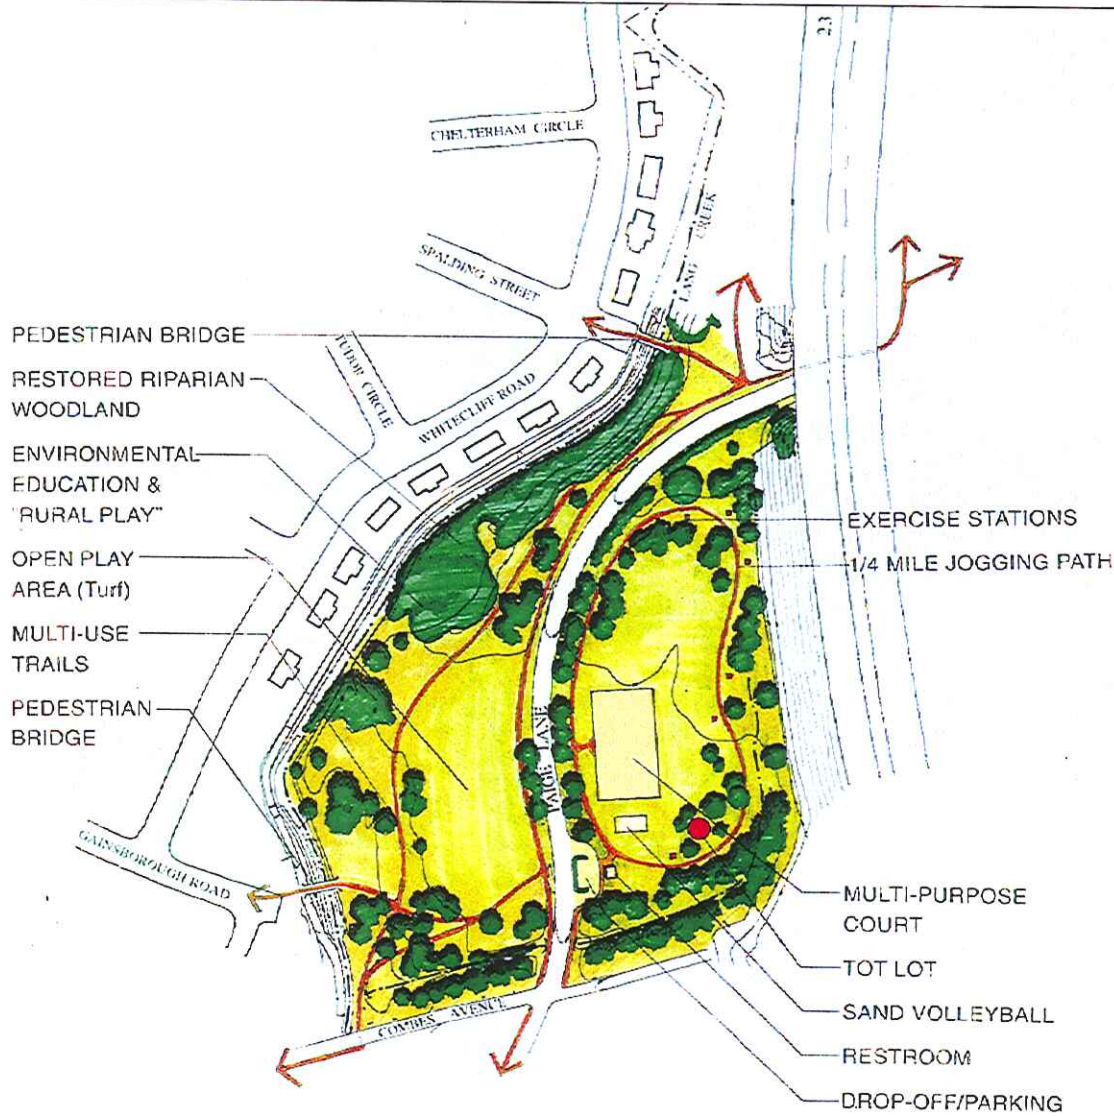 23
CHELTERHAM CIRCLE
LANG CREEK
SPALDING STREET
TUDOR CIRCLE
WHITECLIFF ROAD
PEDESTRIAN BRIDGE
RESTORED RIPARIAN
WOODLAND
ENVIRONMENTAL
EDUCATION &
"RURAL PLAY"
OPEN PLAY
AREA (Turf)
MULTI-USE
TRAILS
PEDESTRIAN
BRIDGE
EXERCISE STATIONS
1/4 MILE JOGGING PATH
PAIGE LANE
GAINSBOROUGH ROAD
COMBES AVENUE
MULTI-PURPOSE
COURT
TOT LOT
SAND VOLLEYBALL
RESTROOM
DROP-OFF/PARKING